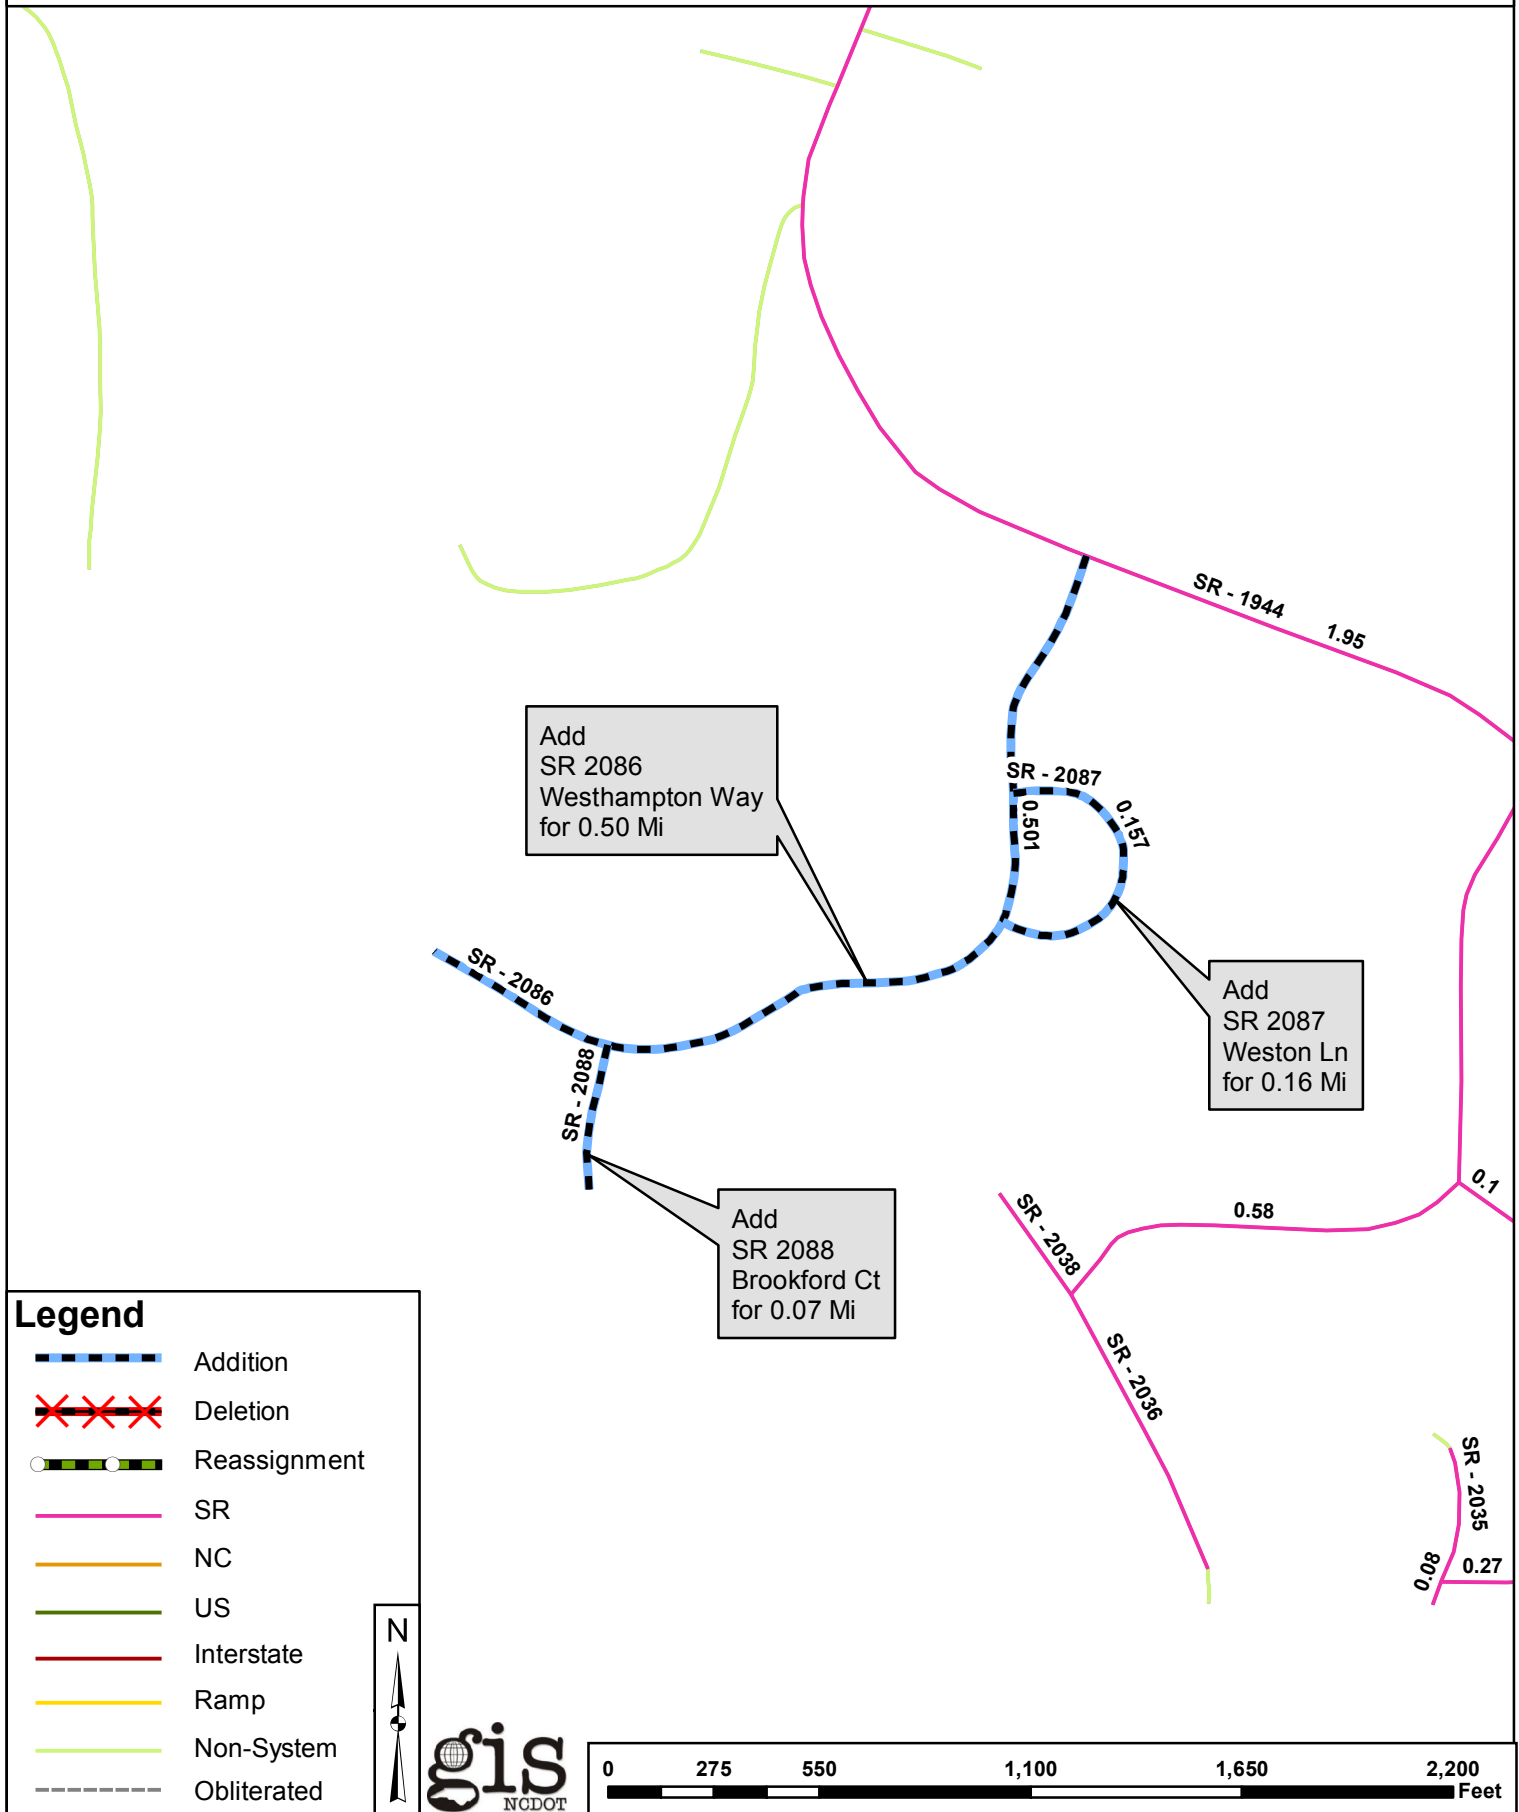 SR - 1944
1.95
Add
SR 2086
Westhampton Way
for 0.50 Mi
SR - 2087
0.501
0.157
SR - 2086
Add
SR 2087
Weston Ln
for 0.16 Mi
SR - 2088
Add
SR 2088
Brookford Ct
for 0.07 Mi
SR - 2038
0.58
0.1
SR - 2036
SR - 2035
0.08
0.27
Legend
Addition
Deletion
Reassignment
SR
NC
US
Interstate
Ramp
Non-System
Obliterated
N
gis
NCDOT
0 275 550 1,100 1,650 2,200
Feet